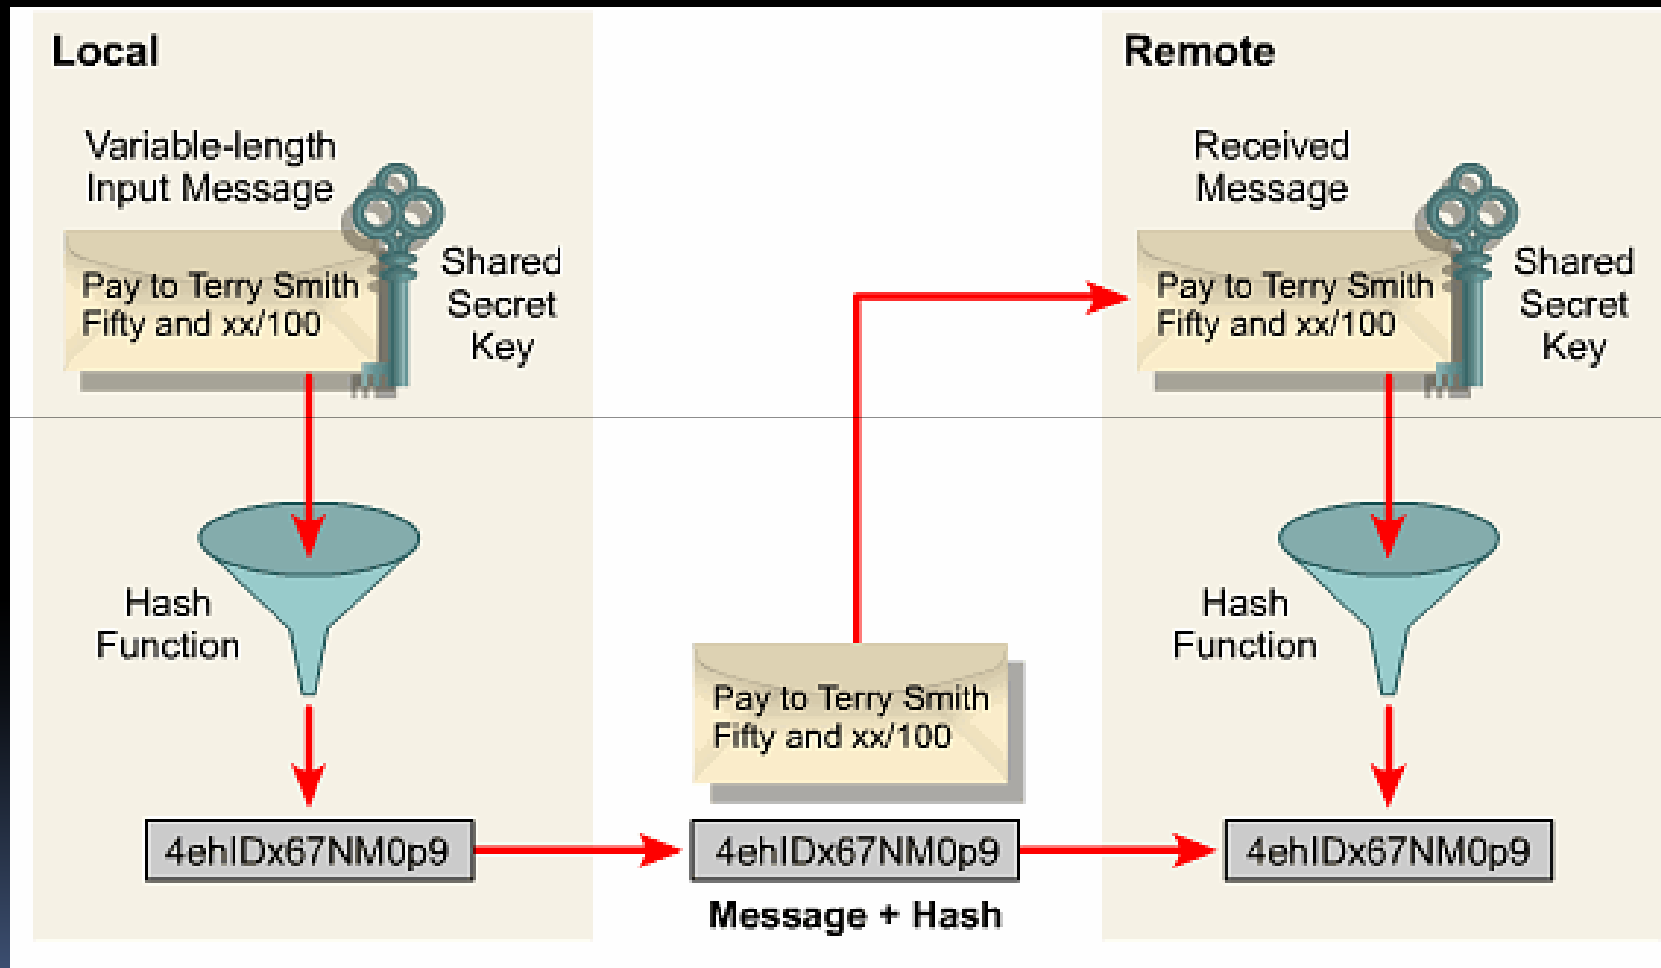 Local
Variable-length
Input Message
Pay to Terry Smith
Fifty and xx/100
Shared
Secret
Key
Hash
Function
4ehIDx67NM0p9
Pay to Terry Smith
Fifty and xx/100
4ehIDx67NM0p9
Message + Hash
Remote
Received
Message
Pay to Terry Smith
Fifty and xx/100
Shared
Secret
Key
Hash
Function
4ehIDx67NM0p9